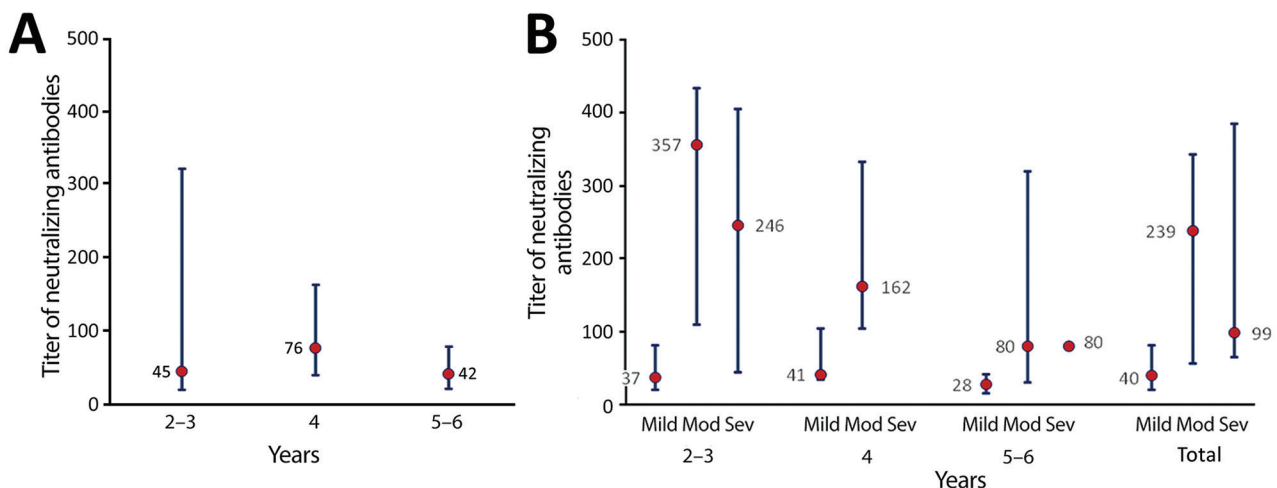 A
Titer of neutralizing antibodies
500
400
300
200
100
0
45
76
42
2–3 4 5–6
Years
B
Titer of neutralizing
antibodies
500
400
300
200
100
0
37
357
246
41
162
28
80
80
40
239
99
Mild Mod Sev Mild Mod Sev Mild Mod Sev Mild Mod Sev
2–3 4 5–6 Total
Years